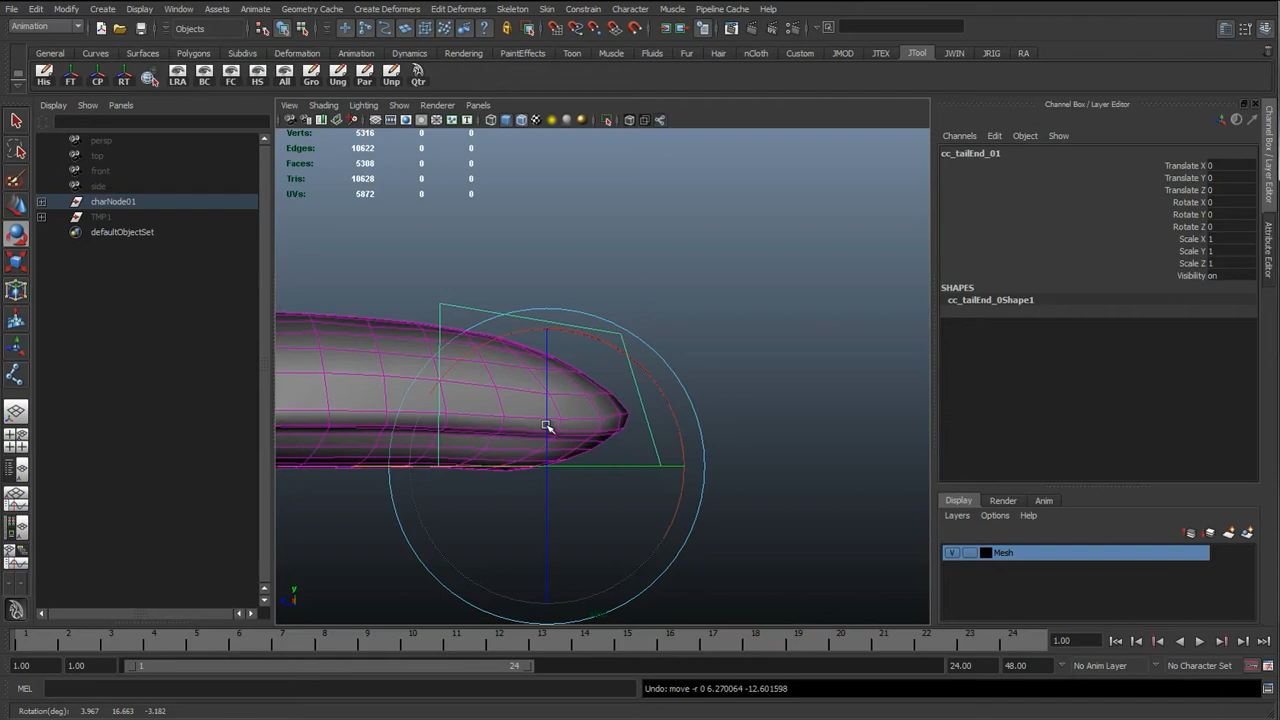 File Edit Modify Create Display Window Assets Animate Geometry Cache Create Deformers Edit Deformers Skeleton Skin Constrain Character Muscle Pipeline Cache Help
Animation Objects
General Curves Surfaces Polygons Subdivs Deformation Animation Dynamics Rendering PaintEffects Toon Muscle Fluids Fur Hair nCloth Custom JMOD JTEX JTool JWIN JRIG RA
His FT CP RT LRA BC FC HS All Gro Ung Par Unp Qtr
Display Show Panels
View Shading Lighting Show Renderer Panels
Channel Box / Layer Editor
persp
top
front
side
charNode01
TMP1
defaultObjectSet
Verts: 5316 0 0
Edges: 10622 0 0
Faces: 5308 0 0
Tris: 10628 0 0
UVs: 5872 0 0
y
Channels Edit Object Show
cc_tailEnd_01
Translate X 0
Translate Y 0
Translate Z 0
Rotate X 0
Rotate Y 0
Rotate Z 0
Scale X 1
Scale Y 1
Scale Z 1
Visibility on
SHAPES
cc_tailEnd_0Shape1
Display Render Anim
Layers Options Help
V Mesh
Channel Box / Layer Editor
Attribute Editor
1 2 3 4 5 6 7 8 9 10 11 12 13 14 15 16 17 18 19 20 21 22 23 24 1.00
1.00 1.00 1 24 24.00 48.00 No Anim Layer No Character Set
MEL Undo: move -r 0 6.270064 -12.601598
Rotation(deg): 3.967 16.663 -3.182